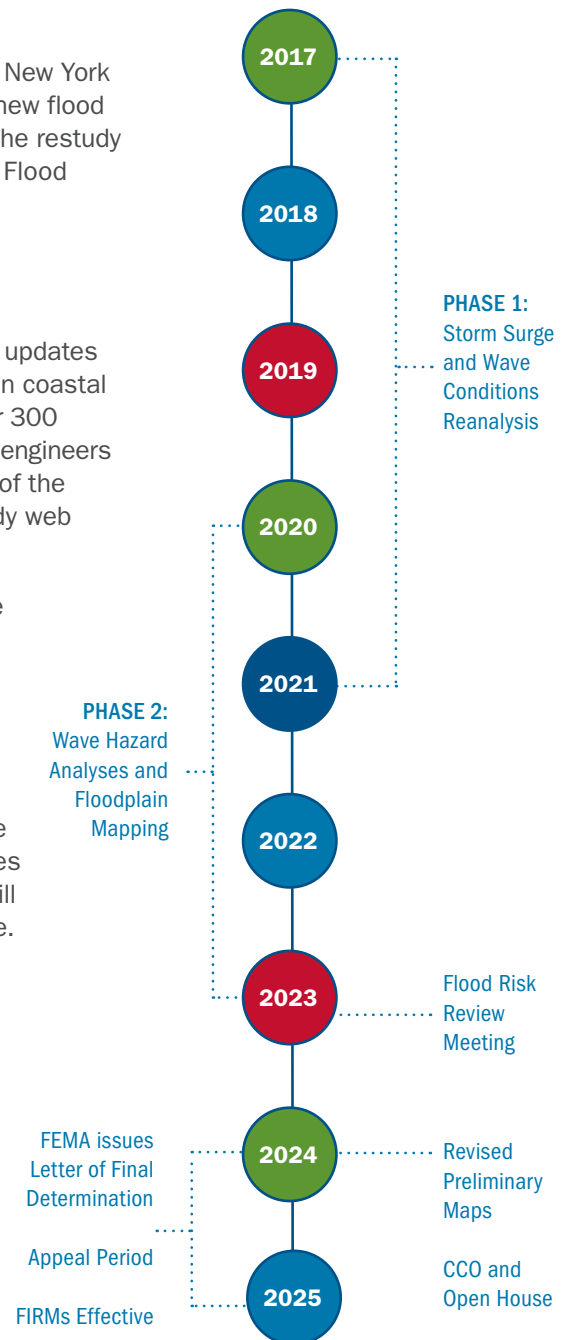 New York
new flood
the restudy
Flood
updates
n coastal
r 300
engineers
of the
dy web
e
e
es
ill
e.
2017
2018
2019
2020
2021
2022
2023
2024
2025
PHASE 1:
Storm Surge
and Wave
Conditions
Reanalysis
PHASE 2:
Wave Hazard
Analyses and
Floodplain
Mapping
Flood Risk
Review
Meeting
FEMA issues
Letter of Final
Determination
Appeal Period
FIRMs Effective
Revised
Preliminary
Maps
CCO and
Open House